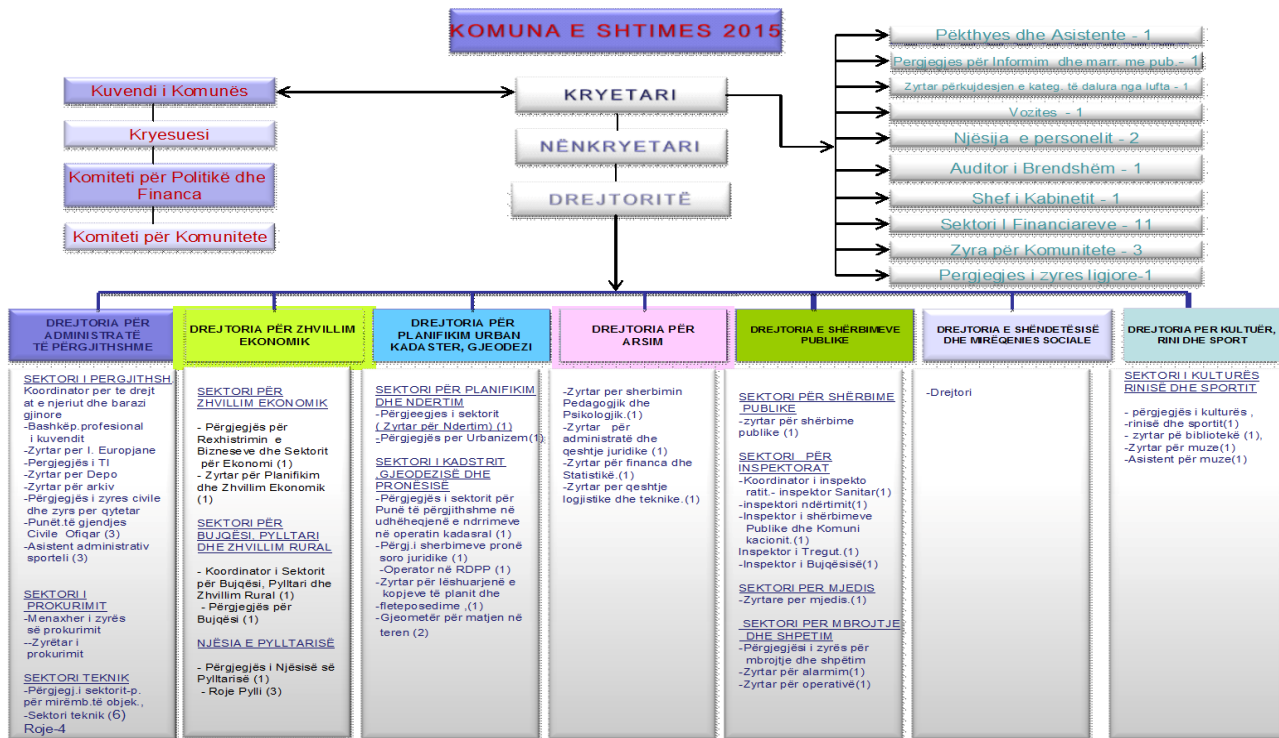 KOMUNA E SHTIMES 2015
Kuvendi i Komunës
Kryesuesi
Komiteti për Politikë dhe
Financa
Komiteti për Komunitete
KRYETARI
NËNKRYETARI
DREJTORITË
Pëkthyes dhe Asistente - 1
Pergjegjes për Informim dhe marr. me pub.- 1
Zyrtar përkujdesjen e kateg. të dalura nga lufta - 1
Vozites - 1
Njësija e personelit - 2
Auditor i Brendshëm - 1
Shef i Kabinetit - 1
Sektori I Financiareve - 11
Zyra për Komunitete - 3
Pergjegjes i zyres ligjore-1
DREJTORIA PËR
ADMINISTRATË
TË PËRGJITHSHME
SEKTORI I PERGJITHSH.
Koordinator per te drejt
at e njeriut dhe barazi
gjinore
-Bashkëp.profesional
i kuvendit
-Zyrtar per I. Europjane
-Pergjegjës i TI
-Zyrtar per Depo
-Zyrtar për arkiv
-Përgjegjës i zyres civile
dhe zyrs per qytetar
-Punët.të gjendjes
Civile Ofiqar (3)
-Asistent administrativ
sporteli (3)
SEKTORI I
PROKURIMIT
-Menaxher i zyrës
së prokurimit
--Zyrëtar i
prokurimit
SEKTORI TEKNIK
-Përgjegj.i sektorit-p.
për mirëmb.të objek.,
-Sektori teknik (6)
Roje-4
DREJTORIA PËR ZHVILLIM
EKONOMIK
SEKTORI PËR
ZHVILLIM EKONOMIK
- Përgjegjës për
Rexhistrimin e
Bizneseve dhe Sektorit
për Ekonomi (1)
- Zyrtar për Planifikim
dhe Zhvillim Ekonomik
(1)
SEKTORI PËR
BUJQËSI, PYLLTARI
DHE ZHVILLIM RURAL
- Koordinator i Sektorit
për Bujqësi, Pylltari dhe
Zhvillim Rural (1)
- Përgjegjës për
Bujqësi (1)
NJËSIA E PYLLTARISË
- Përgjegjës i Njësisë së
Pylltarisë (1)
- Roje Pylli (3)
DREJTORIA PËR
PLANIFIKIM URBAN
KADASTER, GJEODEZI
SEKTORI PËR PLANIFIKIM
DHE NDERTIM
-Përgjeegjes i sektorit
( Zyrtar për Ndertim) (1)
-Përgjegjës per Urbanizem(1)
SEKTORI I KADSTRIT
,GJEODEZISË DHE
PRONËSISË
-Përgjegjës i sektorit për
Punë të përgjithshme në
udhëheqjenë e ndrrimeve
në operatin kadasral (1)
-Përgj.i sherbimeve pronë
soro juridike (1)
-Operator në RDPP (1)
-Zyrtar për lëshuarjenë e
kopjeve të planit dhe
-fleteposedime ,(1)
-Gjeometër për matjen në
teren (2)
DREJTORIA PËR
ARSIM
-Zyrtar per sherbimin
Pedagogjik dhe
Psikologjik.(1)
-Zyrtar për
administratë dhe
qeshtje juridike (1)
-Zyrtar për financa dhe
Statistikë.(1)
-Zyrtar per qeshtje
logjistike dhe teknike.(1)
DREJTORIA E SHËRBIMEVE
PUBLIKE
SEKTORI PËR SHËRBIME
PUBLIKE
-zyrtar për shërbime
publike (1)
SEKTORI PËR
INSPEKTORAT
-Koordinator i inspekto
ratit.- inspektor Sanitar(1)
-inspektori ndërtimit(1)
-Inspektor i shërbimeve
Publike dhe Komuni
kacionit.(1)
Inspektor i Tregut.(1)
-Inspektor i Bujqësisë(1)
SEKTORI PER MJEDIS
-Zyrtare per mjedis.(1)
SEKTORI PER MBROJTJE
DHE SHPETIM
-Përgjegjësi i zyrës për
mbrojtje dhe shpëtim
-Zyrtar për alarmim(1)
-Zyrtar për operativë(1)
DREJTORIA E SHËNDETËSISË
DHE MIRËQENIES SOCIALE
-Drejtori
DREJTORIA PER KULTUËR,
RINI DHE SPORT
SEKTORI I KULTURËS
RINISË DHE SPORTIT
- përgjegjës i kulturës ,
-rinisë dhe sportit(1)
- zyrtar pë bibliotekë (1),
-Zyrtar për muze(1)
-Asistent për muze(1)